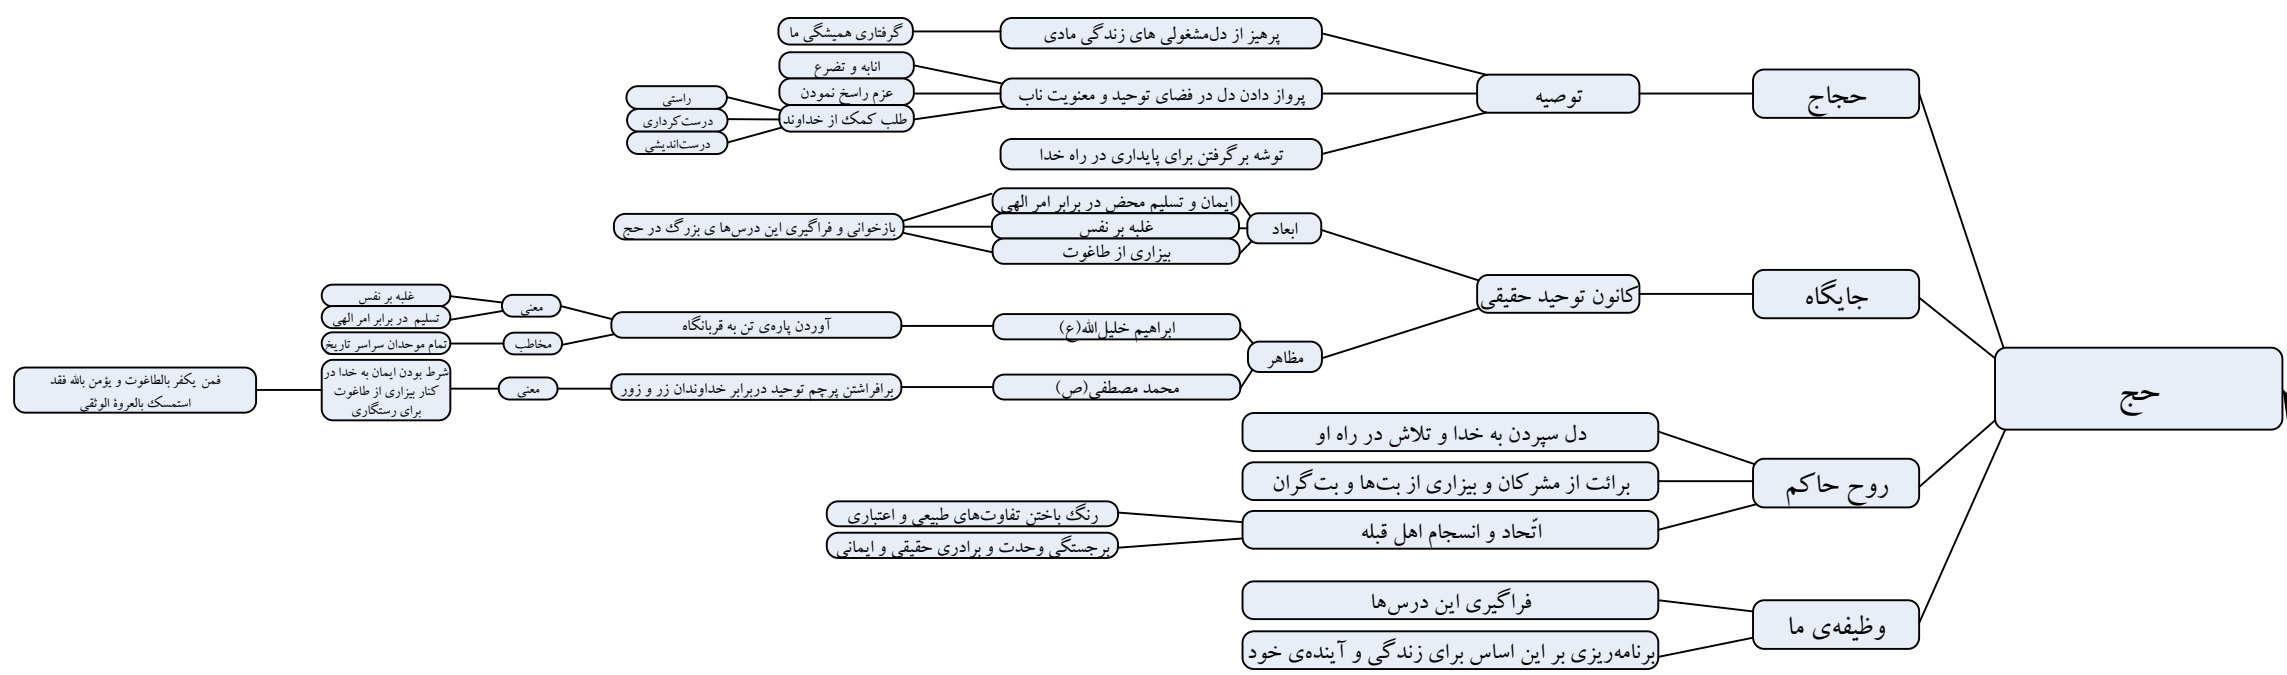 حج
حجاج
توصیه
پرهیز از دل‌مشغولی های زندگی مادی
گرفتاری همیشگی ما
پرواز دادن دل در فضای توحید و معنویت ناب
انابه و تضرع
عزم راسخ نمودن
طلب کمک از خداوند
راستی
درست‌کرداری
درست‌اندیشی
توشه برگرفتن برای پایداری در راه خدا
جایگاه
کانون توحید حقیقی
ابعاد
ایمان و تسلیم محض در برابر امر الهی
غلبه بر نفس
بیزاری از طاغوت
بازخوانی و فراگیری این درس‌ها ی بزرگ در حج
مظاهر
ابراهیم خلیل‌الله(ع)
آوردن پاره‌ی تن به قربانگاه
معنی
غلبه بر نفس
تسلیم در برابر امر الهی
مخاطب
تمام موحدان سراسر تاریخ
محمد مصطفی(ص)
برافراشتن پرچم توحید دربرابر خداوندان زر و زور
معنی
شرط بودن ایمان به خدا در
کنار بیزاری از طاغوت
برای رستگاری
فمن یکفر بالطاغوت و یؤمن بالله فقد
استمسک بالعروة الوثقی
روح حاکم
دل سپردن به خدا و تلاش در راه او
برائت از مشرکان و بیزاری از بت‌ها و بت‌گران
اتّحاد و انسجام اهل قبله
رنگ باختن تفاوت‌های طبیعی و اعتباری
برجستگی وحدت و برادری حقیقی و ایمانی
وظیفه‌ی ما
فراگیری این درس‌ها
برنامه‌ریزی بر این اساس برای زندگی و آینده‌ی خود